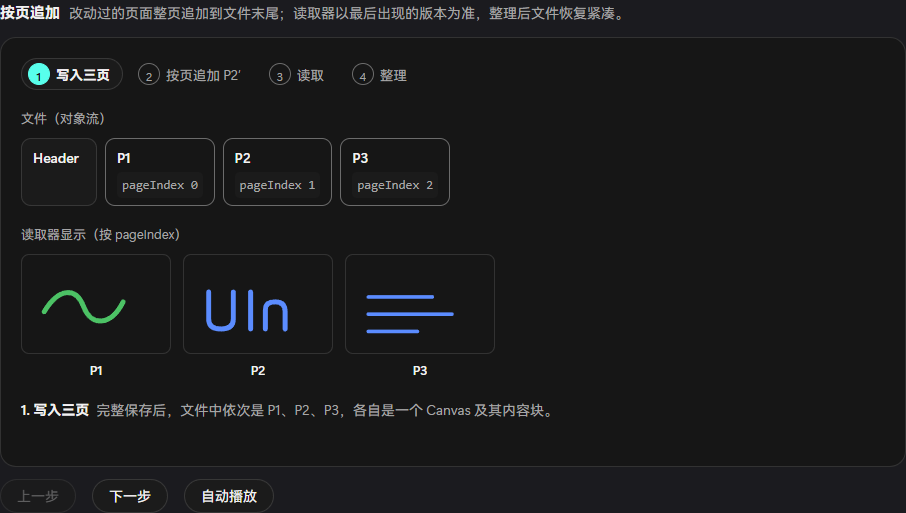 按页追加 改动过的页面整页追加到文件末尾；读取器以最后出现的版本为准，整理后文件恢复紧凑。
1 写入三页 2 按页追加 P2′ 3 读取 4 整理
文件（对象流）
Header P1 P2 P3
pageIndex 0 pageIndex 1 pageIndex 2
读取器显示（按 pageIndex）
UIn
P1 P2 P3
1. 写入三页 完整保存后，文件中依次是 P1、P2、P3，各自是一个 Canvas 及其内容块。
上一步 下一步 自动播放